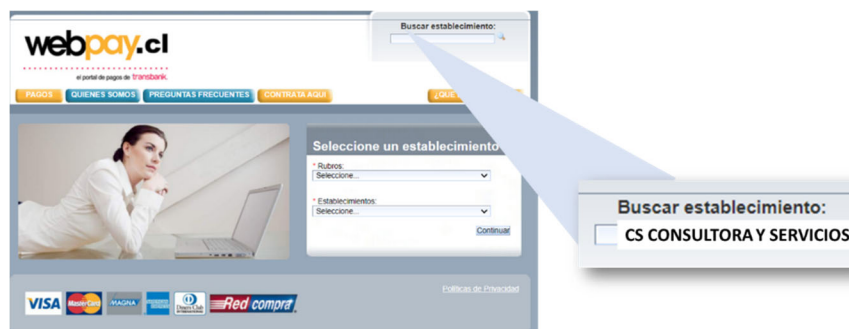 Buscar establecimiento:
webpay.cl
el portal de pagos de transbank.
PAGOS
QUIENES SOMOS
PREGUNTAS FRECUENTES
CONTRATA AQUI
¿QUE
Seleccione un establecimiento
* Rubros:
Seleccione...
* Establecimientos:
Seleccione...
Continuar
Buscar establecimiento:
CS CONSULTORA Y SERVICIOS
Políticas de Privacidad
VISA
MasterCard
MAGNA
Diners Club
Red compra